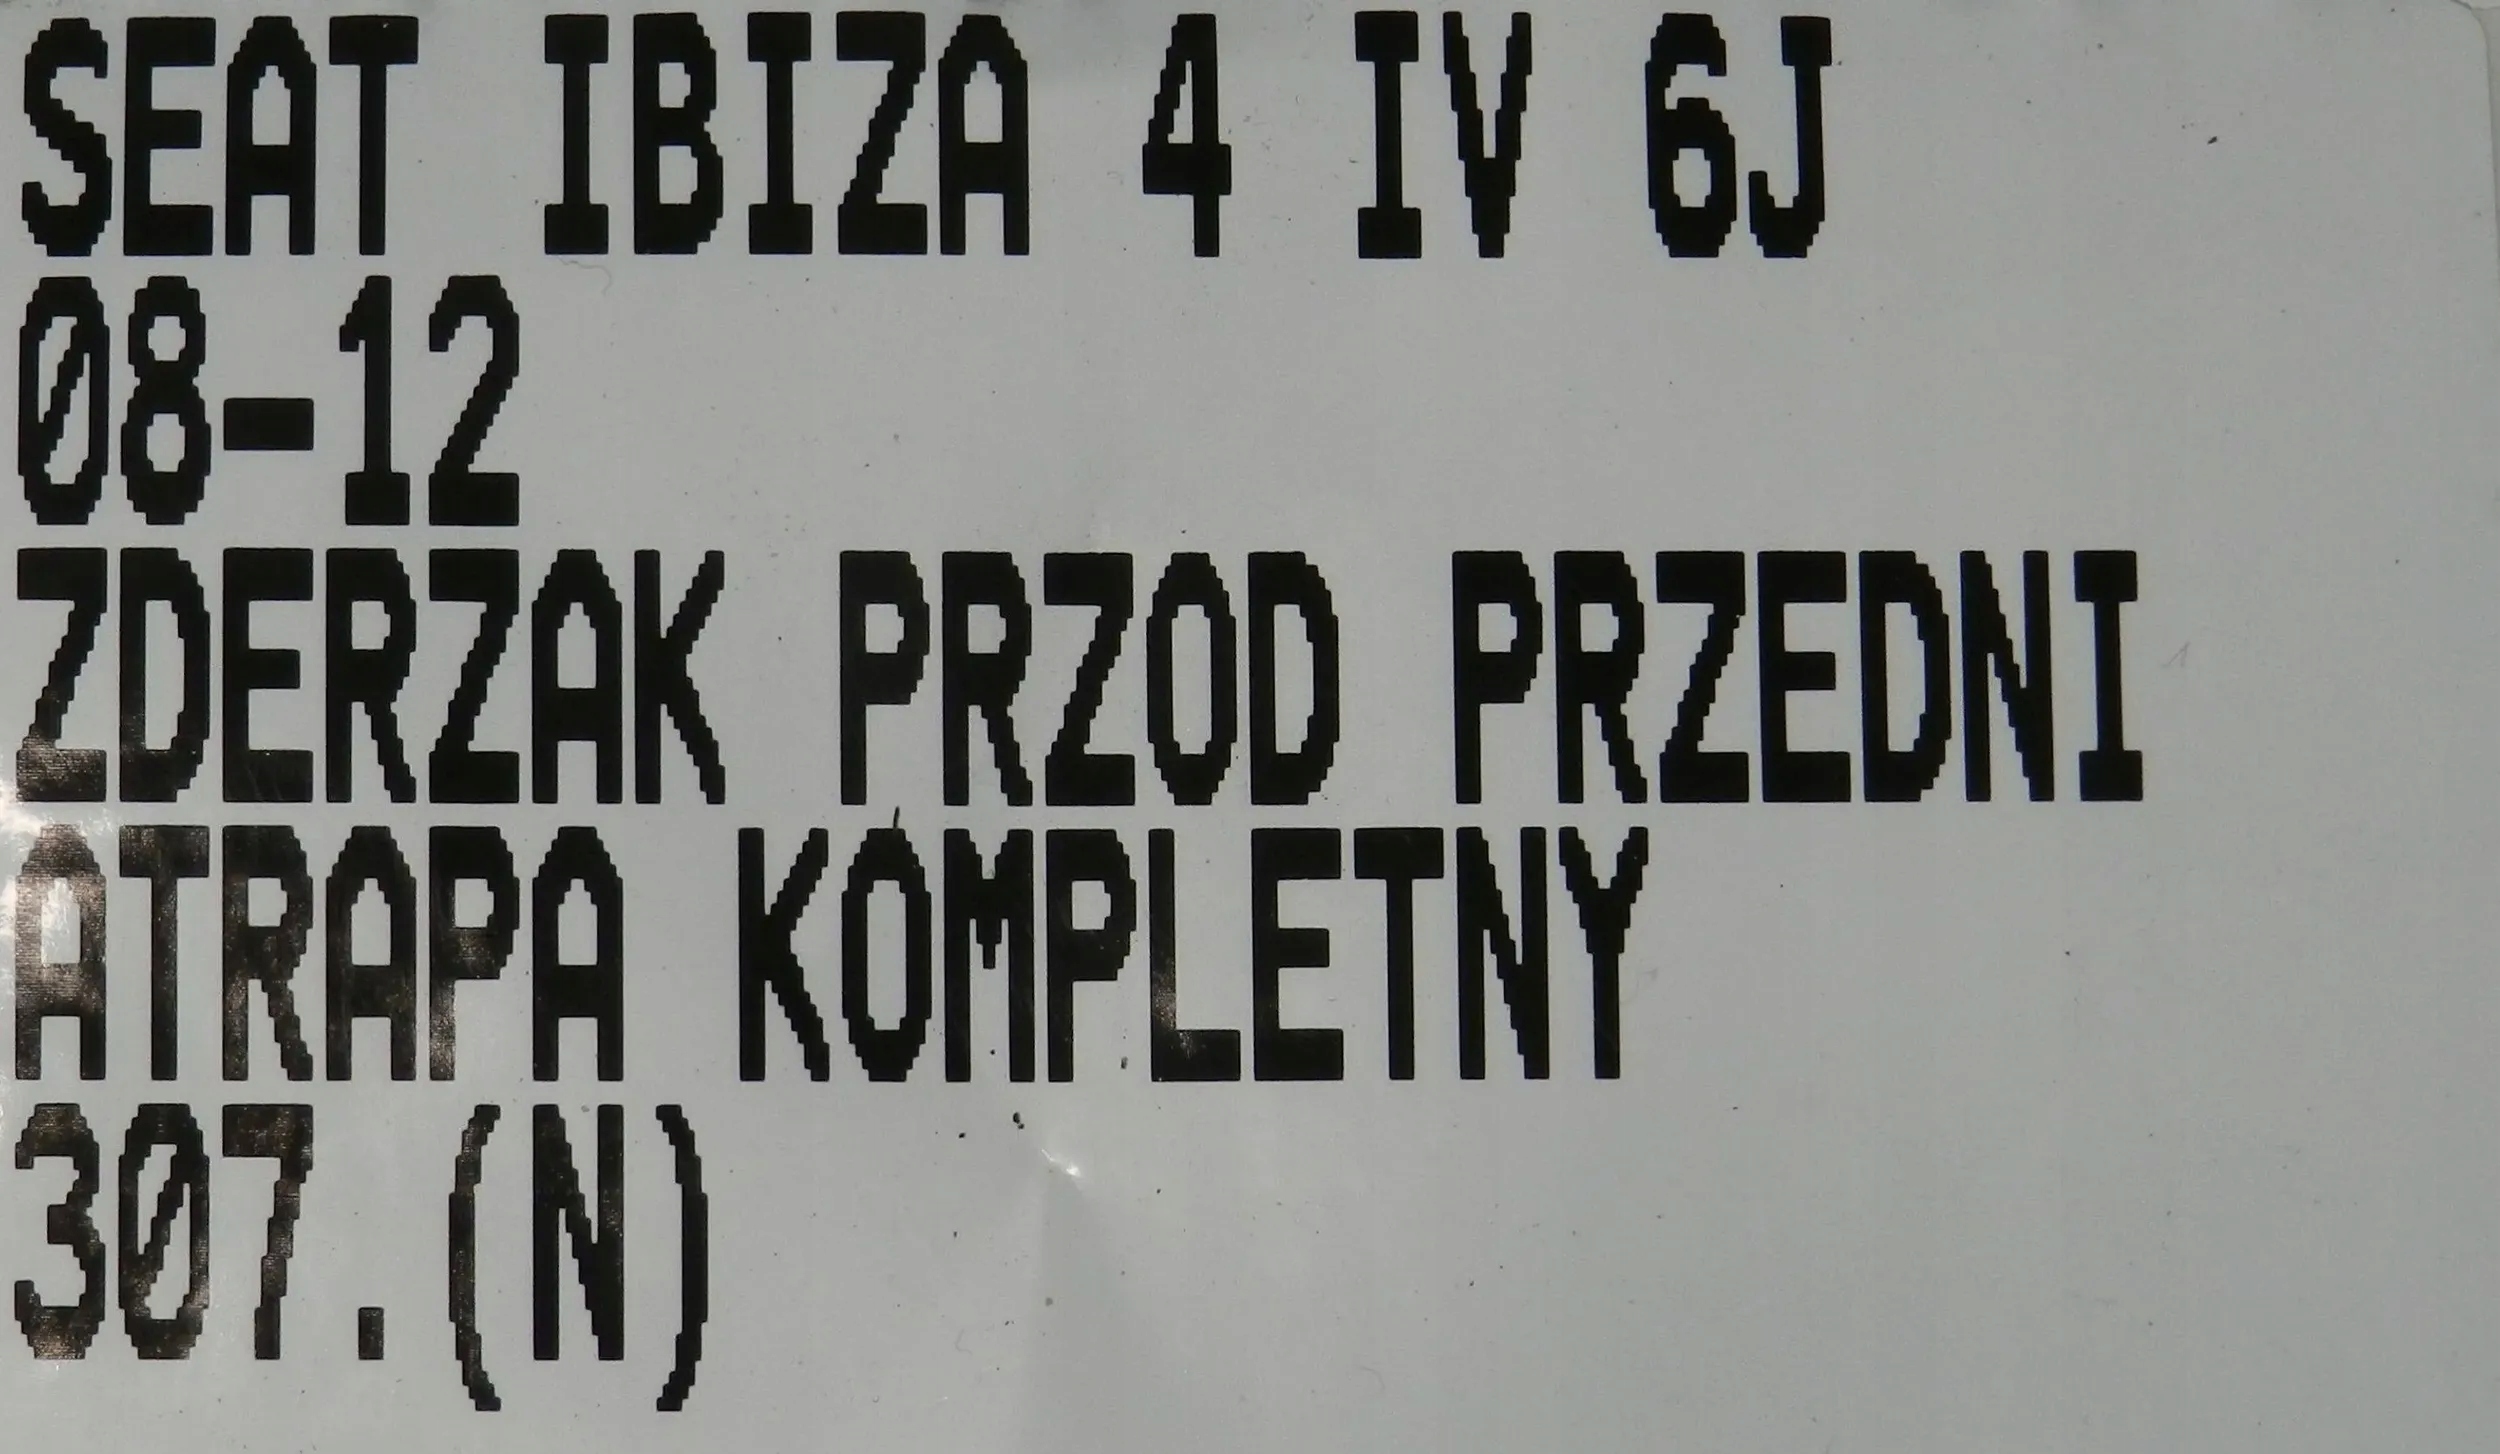 SEAT IBIZA 4 IV 6J
08-12
ZDERZAK PRZOD PRZEDNI
ATRAPA KOMPLETNY
307.(N)